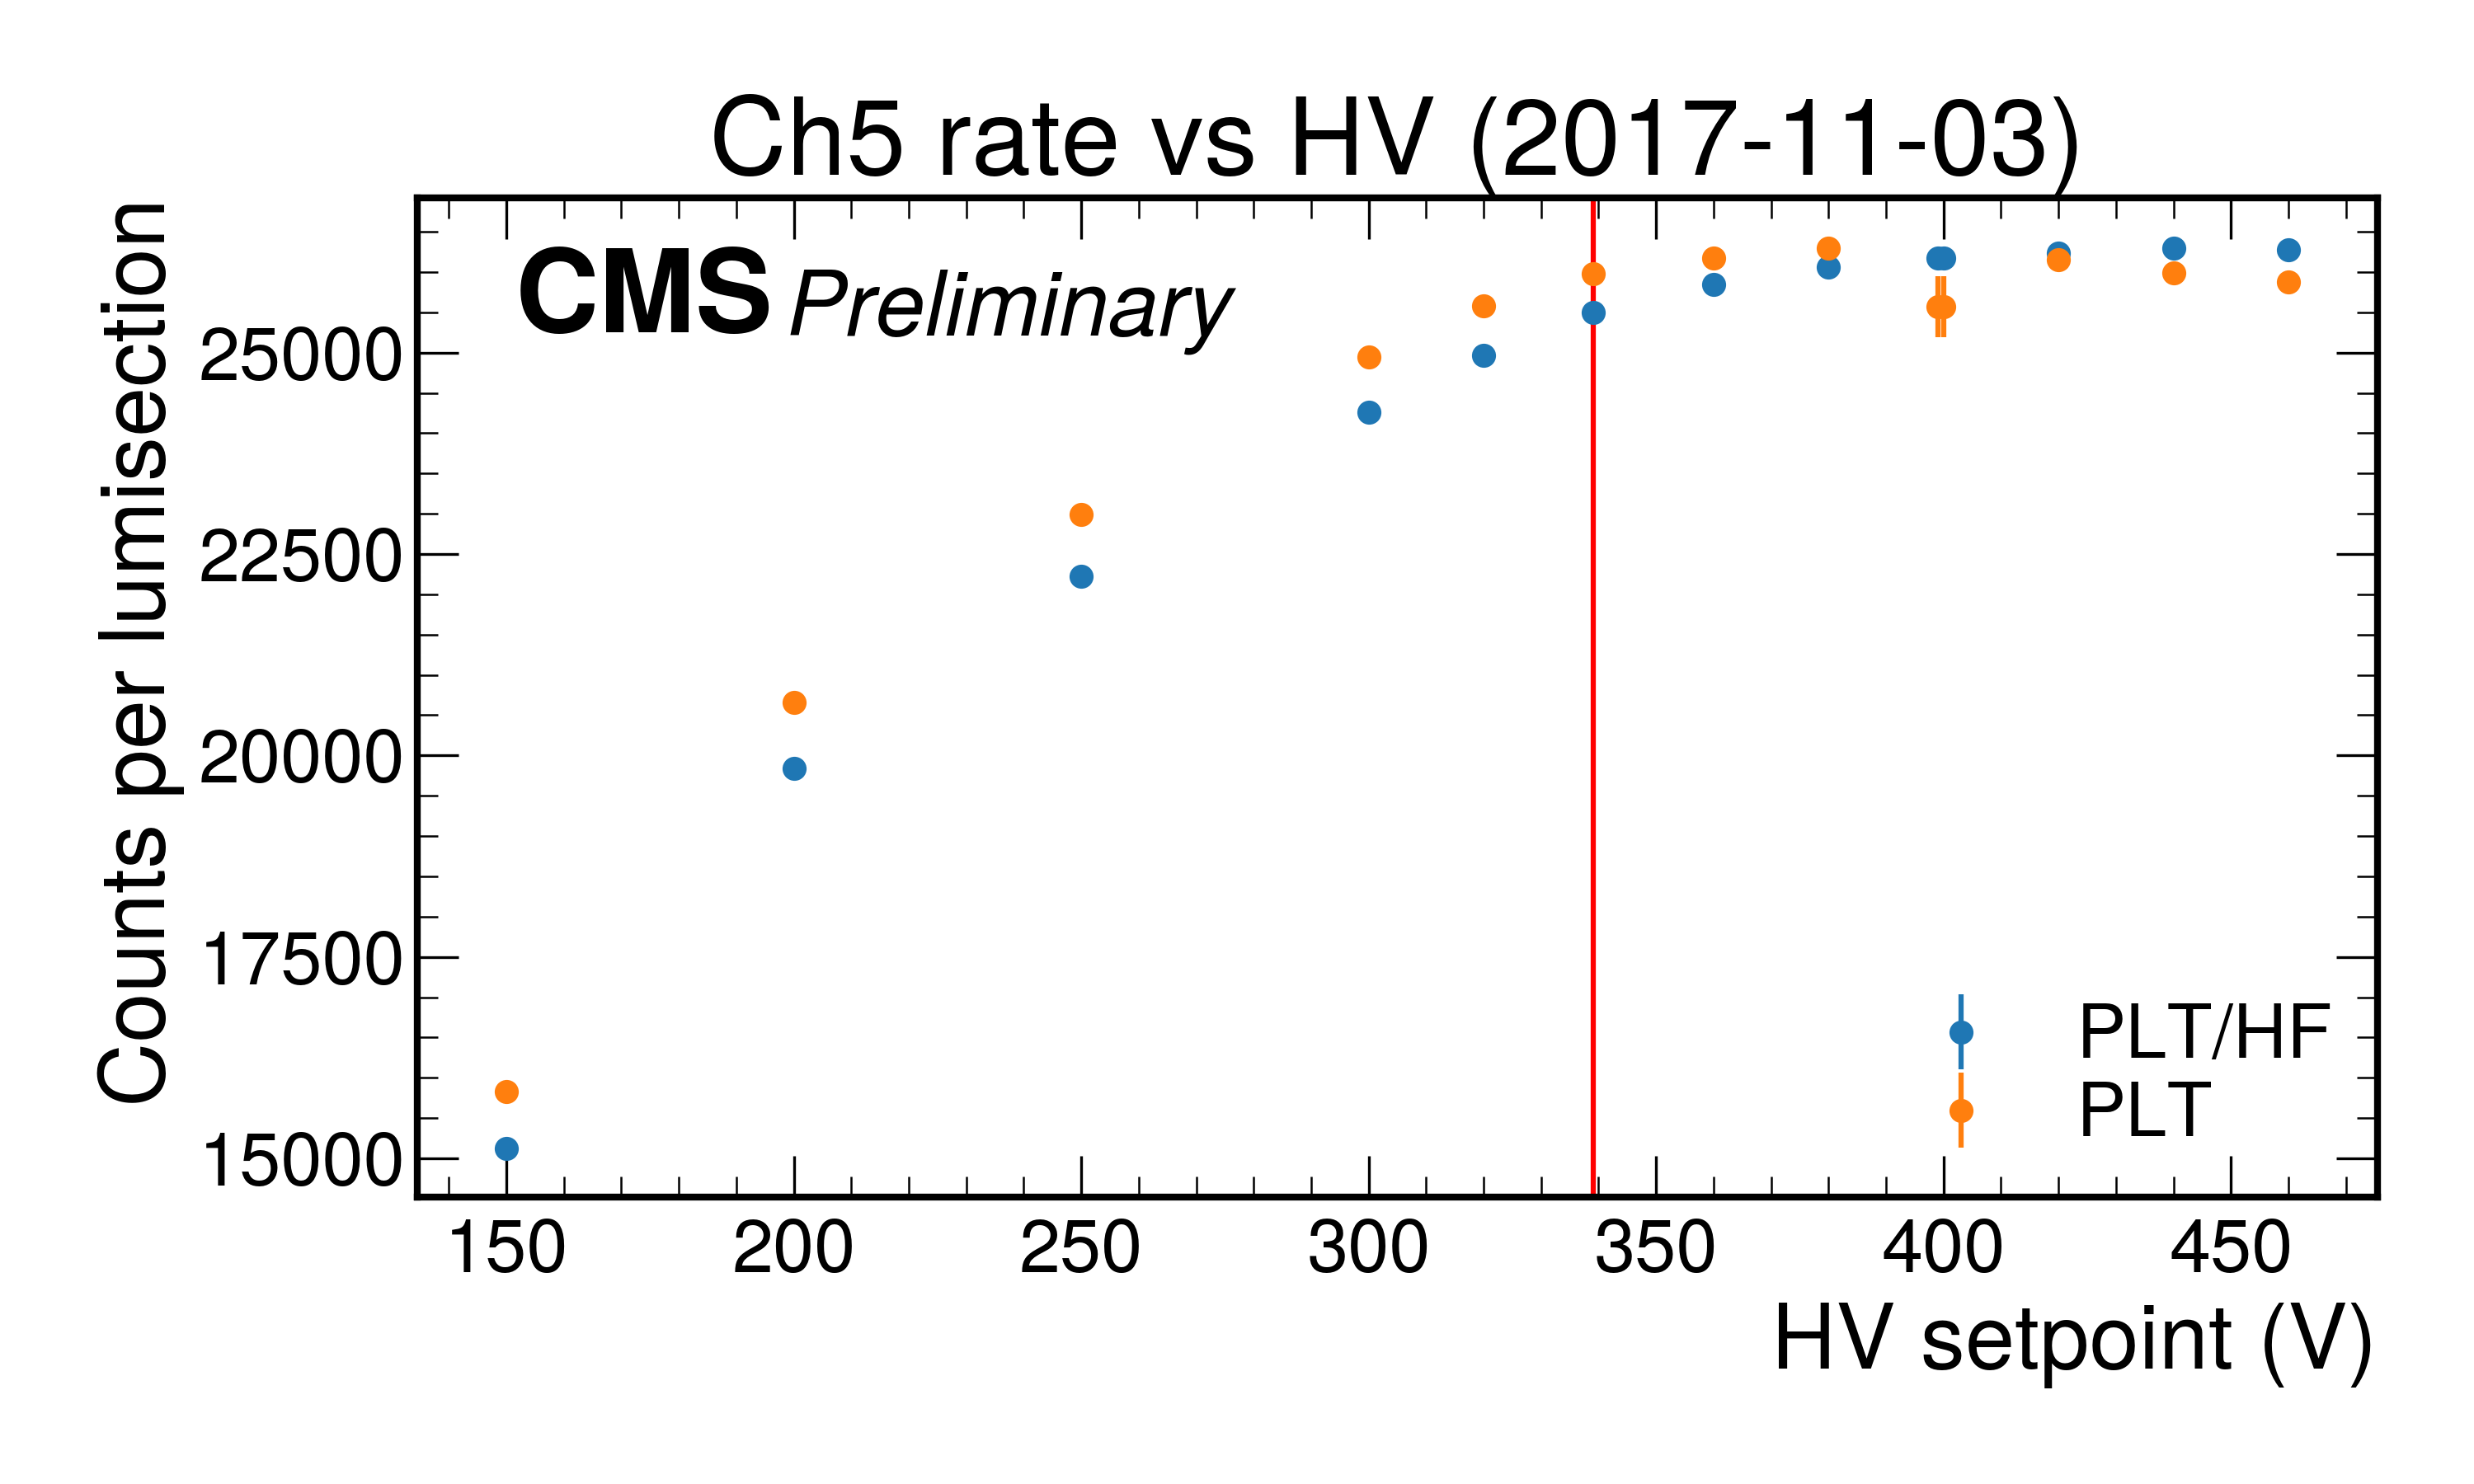 Ch5 rate vs HV (2017-11-03)
CMS Preliminary
Counts per lumisection
25000
22500
20000
17500
15000
PLT/HF
PLT
150 200 250 300 350 400 450
HV setpoint (V)